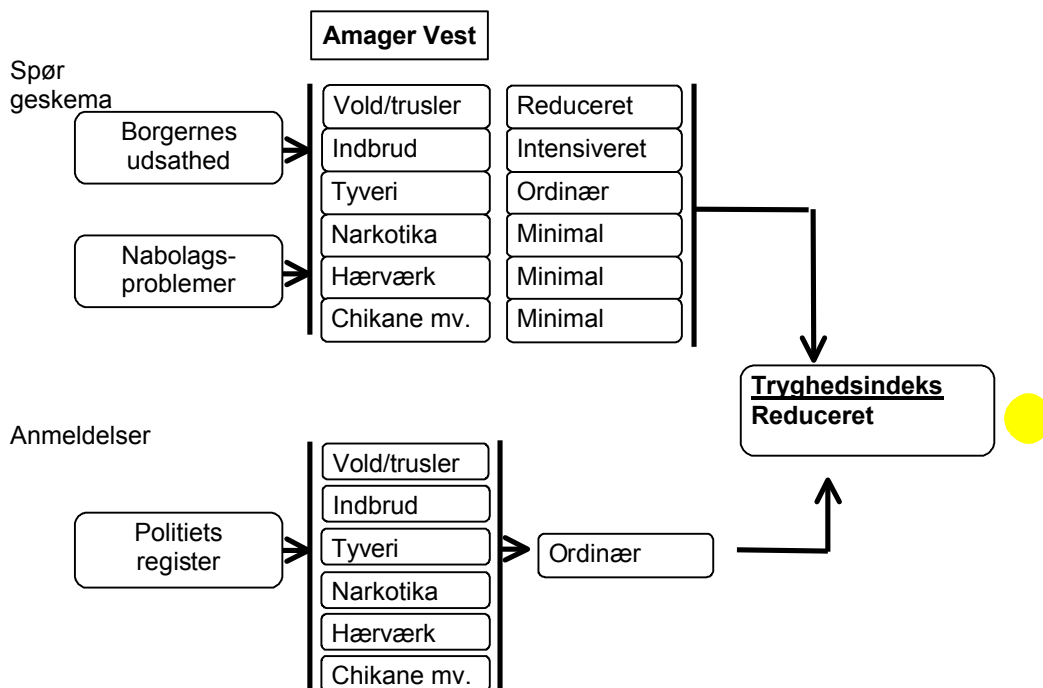 Amager Vest
Spør
geskema
Borgernes
udsathed
Nabolags-
problemer
Vold/trusler
Indbrud
Tyveri
Narkotika
Hærværk
Chikane mv.
Reduceret
Intensiveret
Ordinær
Minimal
Minimal
Minimal
Tryghedsindeks
Reduceret
Anmeldelser
Politiets
register
Vold/trusler
Indbrud
Tyveri
Narkotika
Hærværk
Chikane mv.
Ordinær